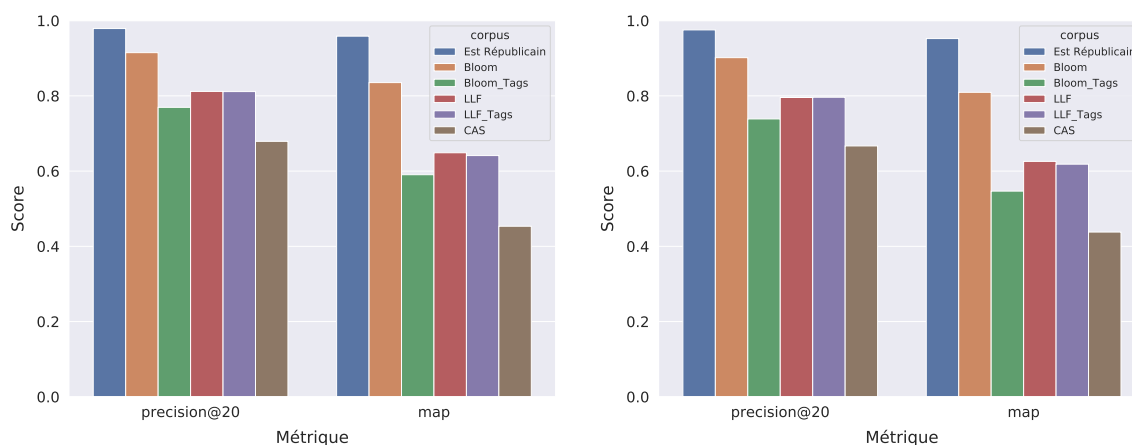 1.0
0.8
0.6
0.4
0.2
0.0
Score
corpus
Est Républicain
Bloom
Bloom_Tags
LLF
LLF_Tags
CAS
precision@20
map
Métrique
1.0
0.8
0.6
0.4
0.2
0.0
Score
corpus
Est Républicain
Bloom
Bloom_Tags
LLF
LLF_Tags
CAS
precision@20
map
Métrique